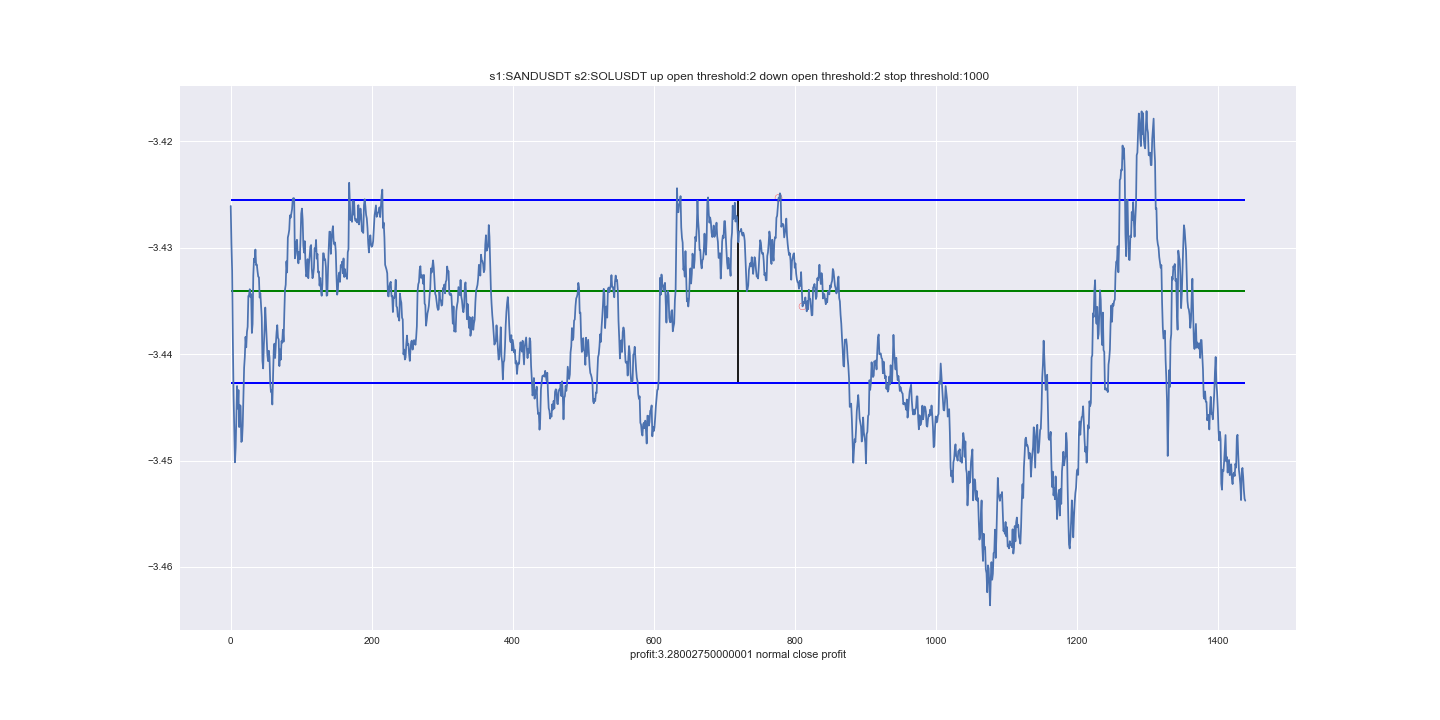 s1:SANDUSDT s2:SOLUSDT up open threshold:2 down open threshold:2 stop threshold:1000
−3.42
−3.43
−3.44
−3.45
−3.46
0 200 400 600 800 1000 1200 1400
profit:3.28002750000001 normal close profit